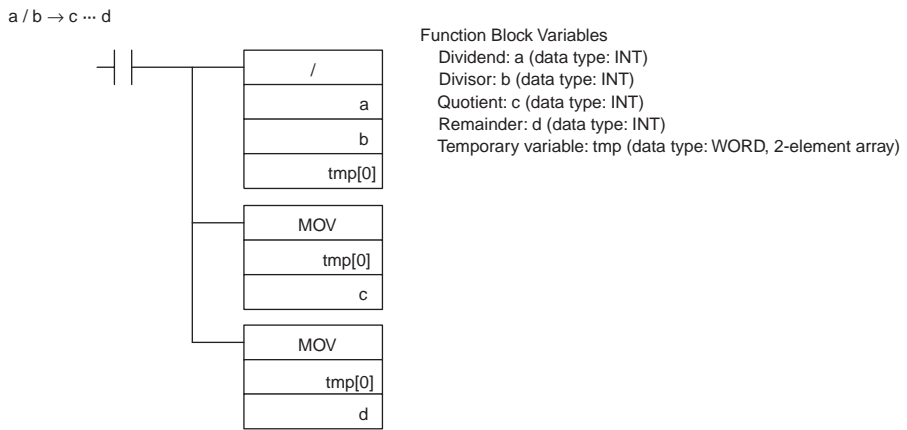 a / b → c ··· d
Function Block Variables
Dividend: a (data type: INT)
Divisor: b (data type: INT)
Quotient: c (data type: INT)
Remainder: d (data type: INT)
Temporary variable: tmp (data type: WORD, 2-element array)
/
a
b
tmp[0]
MOV
tmp[0]
c
MOV
tmp[0]
d